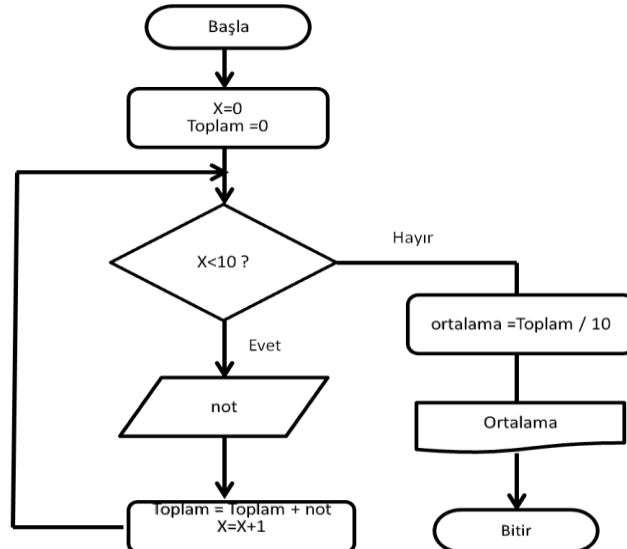 Başla
X=0
Toplam =0
X<10 ?
Hayır
Evet
ortalama =Toplam / 10
not
Ortalama
Toplam = Toplam + not
X=X+1
Bitir